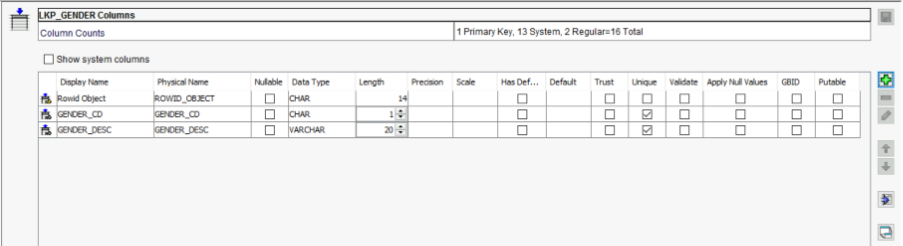 LKP_GENDER Columns
Column Counts 1 Primary Key, 13 System, 2 Regular=16 Total
Show system columns
Display Name Physical Name Nullable Data Type Length Precision Scale Has Def... Default Trust Unique Validate Apply Null Values GBID Putable
Rowid Object ROWID_OBJECT CHAR 14
GENDER_CD GENDER_CD CHAR 1
GENDER_DESC GENDER_DESC VARCHAR 20